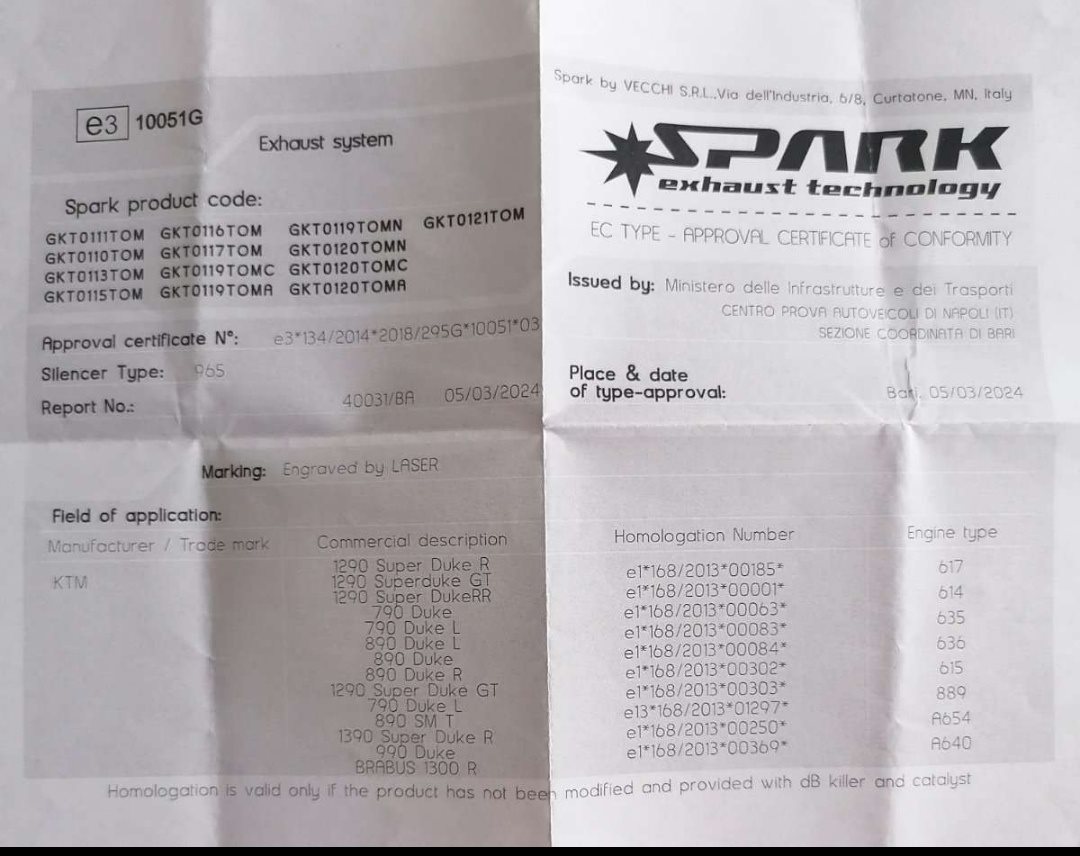 e3 10051G
Exhaust system
Spark product code:
GKT0111TOM GKT0116TOM GKT0119TOMN GKT0121TOM
GKT0110TOM GKT0117TOM GKT0120TOMN
GKT0113TOM GKT0119TOMC GKT0120TOMC
GKT0115TOM GKT0119TOMA GKT0120TOMA
Approval certificate N°: e3*134/2014*2018/295G*10051*03
Silencer Type: 965
Report No.: 40031/BA 05/03/2024
Spark by VECCHI S.R.L.,Via dell'Industria, 6/8, Curtatone, MN, Italy
SPARK
exhaust technology
EC TYPE - APPROVAL CERTIFICATE of CONFORMITY
Issued by: Ministero delle Infrastrutture e dei Trasporti
CENTRO PROVA AUTOVEICOLI DI NAPOLI (IT)
SEZIONE COORDINATA DI BARI
Place & date
of type-approval: Bari, 05/03/2024
Marking: Engraved by LASER
Field of application:
Manufacturer / Trade mark Commercial description Homologation Number Engine type
KTM
1290 Super Duke R
1290 Superduke GT
1290 Super DukeRR
790 Duke
790 Duke L
890 Duke L
890 Duke
890 Duke R
1290 Super Duke GT
790 Duke L
890 SM T
1390 Super Duke R
990 Duke
BRABUS 1300 R
e1*168/2013*00185*
e1*168/2013*00001*
e1*168/2013*00063*
e1*168/2013*00083*
e1*168/2013*00084*
e1*168/2013*00302*
e1*168/2013*00303*
e13*168/2013*01297*
e1*168/2013*00250*
e1*168/2013*00369*
617
614
635
636
615
889
A654
A640
Homologation is valid only if the product has not been modified and provided with dB killer and catalyst